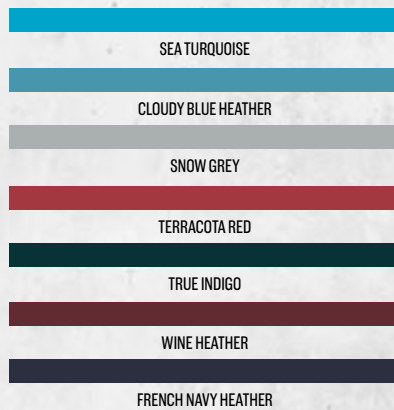 SEA TURQUOISE
CLOUDY BLUE HEATHER
SNOW GREY
TERRACOTA RED
TRUE INDIGO
WINE HEATHER
FRENCH NAVY HEATHER